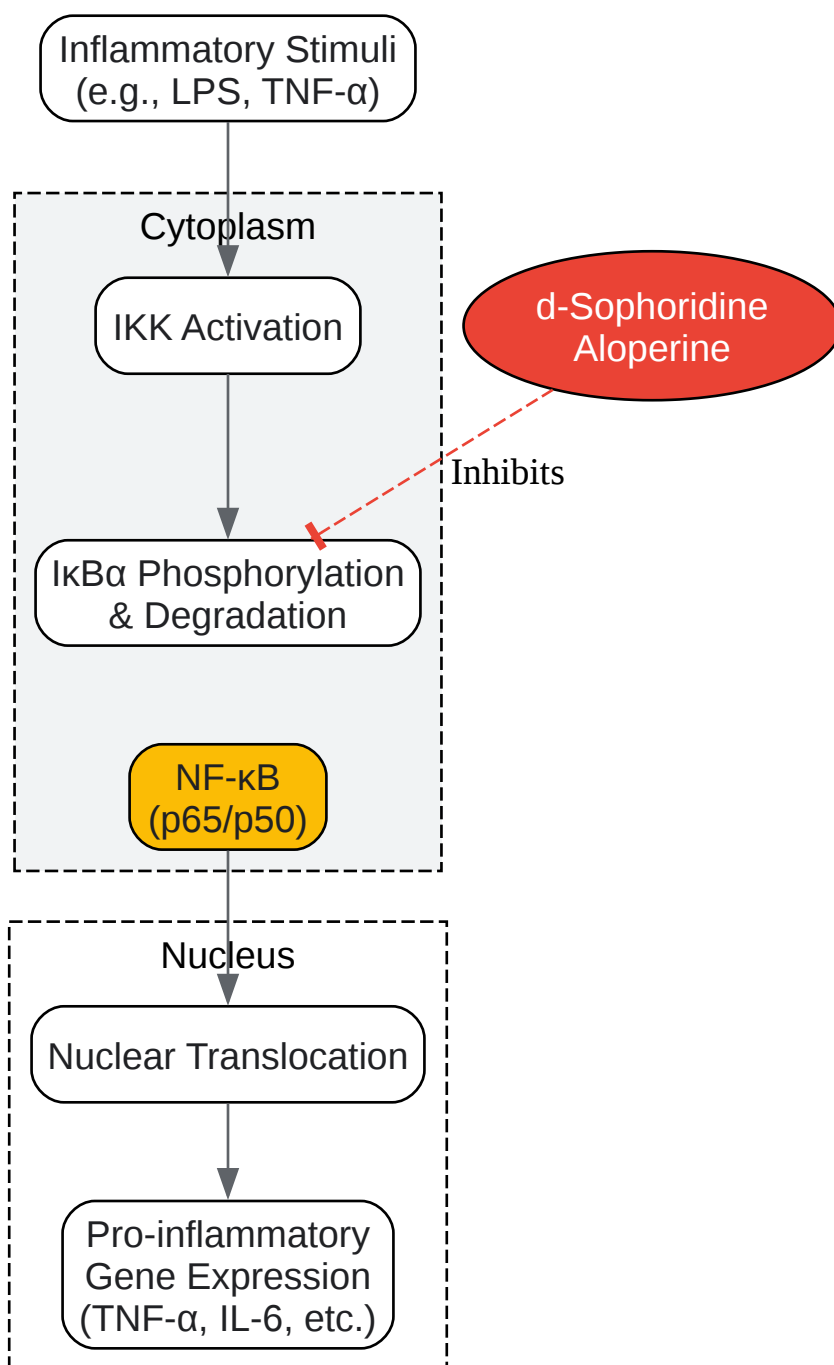 Inflammatory Stimuli
(e.g., LPS, TNF-α)
Cytoplasm
IKK Activation
d-Sophoridine
Aloperine
Inhibits
IκBα Phosphorylation
& Degradation
NF-κB
(p65/p50)
Nucleus
Nuclear Translocation
Pro-inflammatory
Gene Expression
(TNF-α, IL-6, etc.)